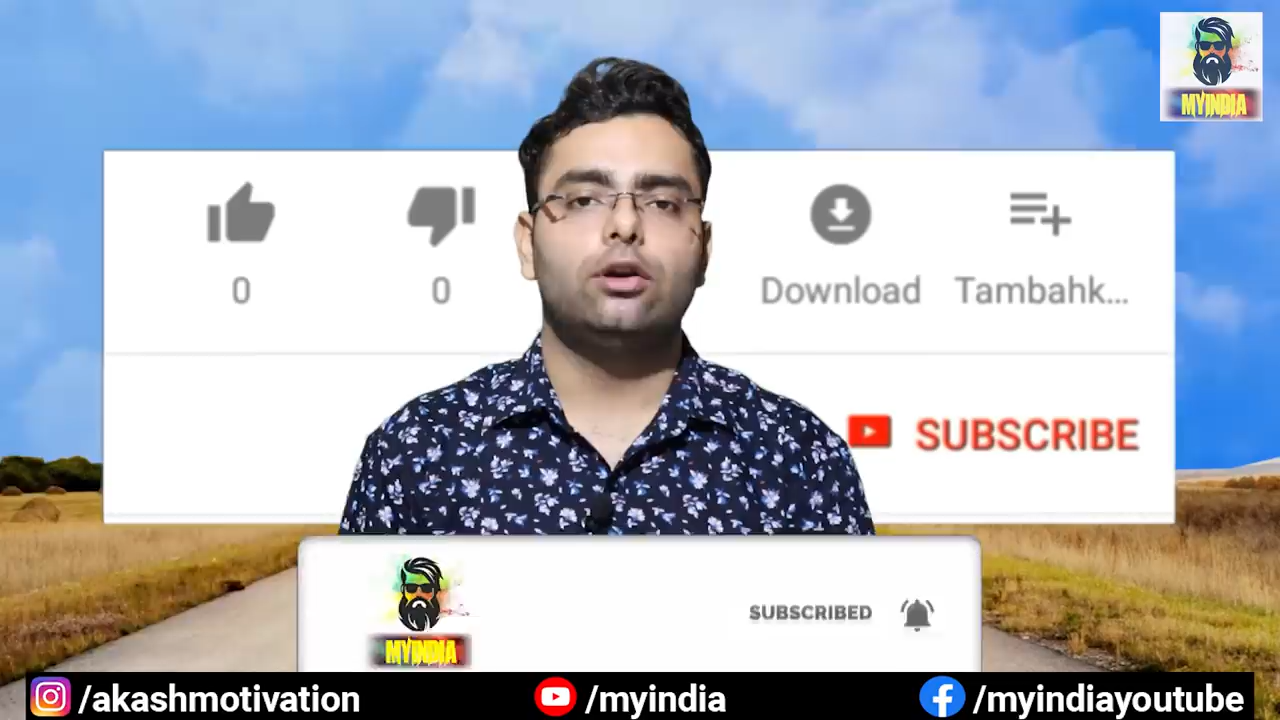 MYINDIA
0
0
Download
Tambahk...
SUBSCRIBE
MYINDIA
SUBSCRIBED
/akashmotivation
/myindia
/myindiayoutube